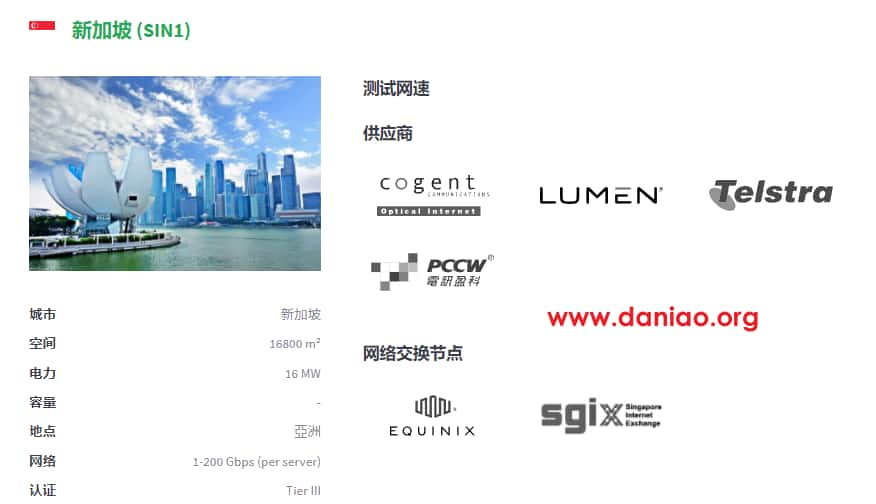 新加坡 (SIN1)
测试网速
供应商
cogent
COMMUNICATIONS
Optical Internet
LUMEN®
Telstra
PCCW®
電訊盈科
www.daniao.org
城市 新加坡
空间 16800 m²
电力 16 MW
容量 -
地点 亞洲
网络 1-200 Gbps (per server)
认证 Tier III
网络交换节点
EQUINIX
sgix Singapore
Internet
Exchange